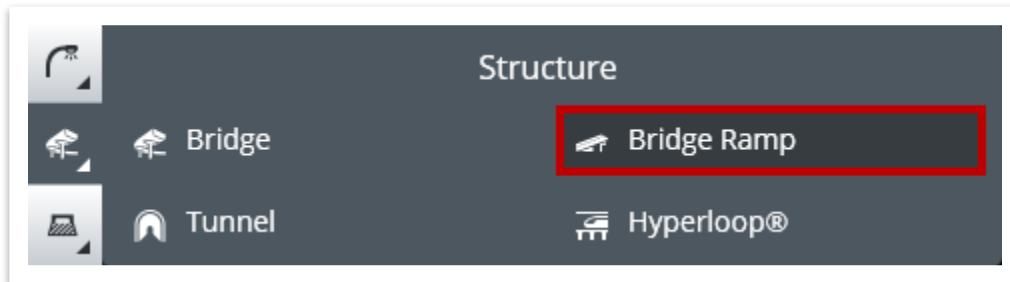 Structure
Bridge
Bridge Ramp
Tunnel
Hyperloop®